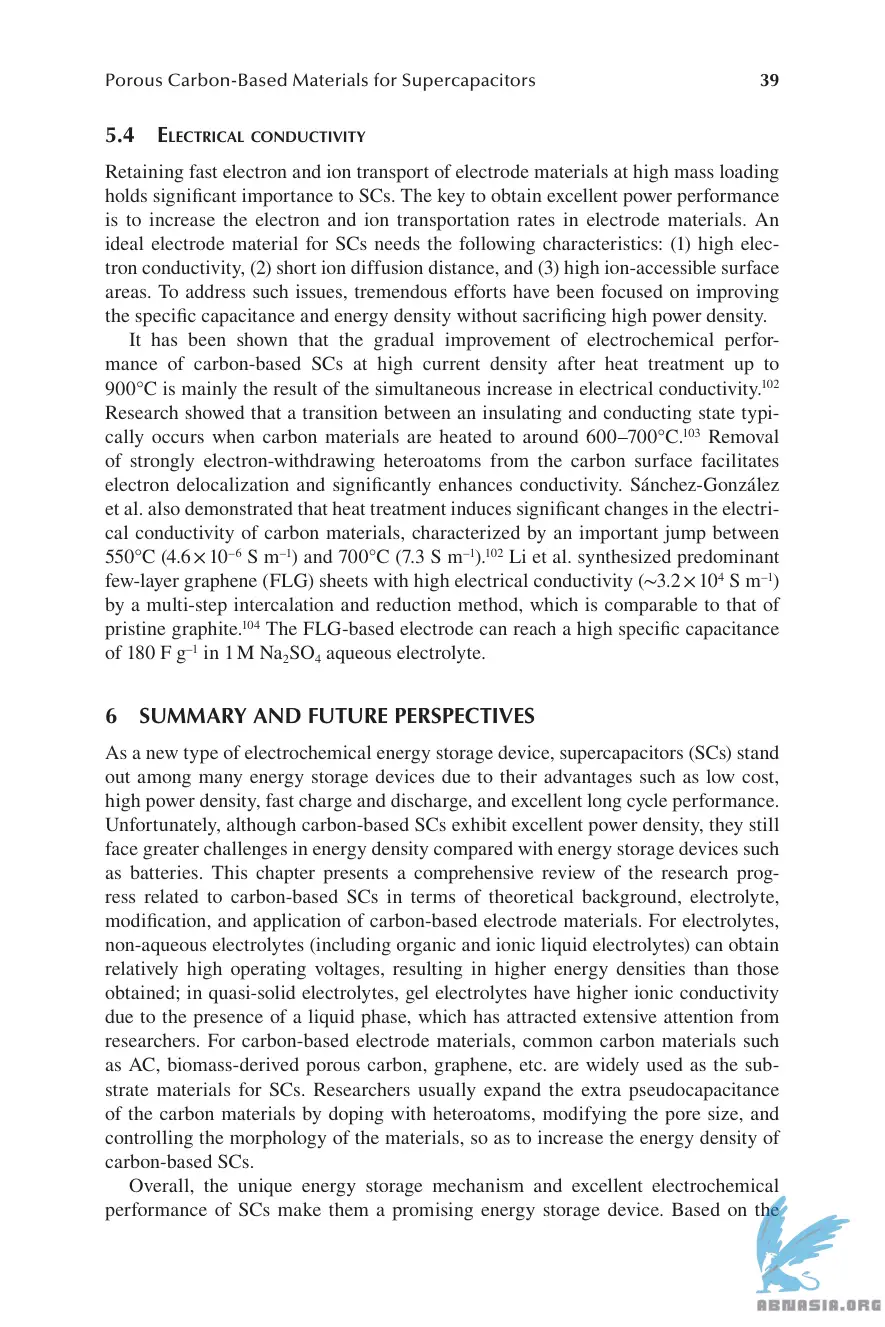 Porous Carbon-Based Materials for Supercapacitors 39
5.4 ELECTRICAL CONDUCTIVITY
Retaining fast electron and ion transport of electrode materials at high mass loading
holds significant importance to SCs. The key to obtain excellent power performance
is to increase the electron and ion transportation rates in electrode materials. An
ideal electrode material for SCs needs the following characteristics: (1) high elec-
tron conductivity, (2) short ion diffusion distance, and (3) high ion-accessible surface
areas. To address such issues, tremendous efforts have been focused on improving
the specific capacitance and energy density without sacrificing high power density.
It has been shown that the gradual improvement of electrochemical perfor-
mance of carbon-based SCs at high current density after heat treatment up to
900°C is mainly the result of the simultaneous increase in electrical conductivity.¹⁰²
Research showed that a transition between an insulating and conducting state typi-
cally occurs when carbon materials are heated to around 600–700°C.¹⁰³ Removal
of strongly electron-withdrawing heteroatoms from the carbon surface facilitates
electron delocalization and significantly enhances conductivity. Sánchez-González
et al. also demonstrated that heat treatment induces significant changes in the electri-
cal conductivity of carbon materials, characterized by an important jump between
550°C (4.6 × 10⁻⁶ S m⁻¹) and 700°C (7.3 S m⁻¹).¹⁰² Li et al. synthesized predominant
few-layer graphene (FLG) sheets with high electrical conductivity (~3.2 × 10⁴ S m⁻¹)
by a multi-step intercalation and reduction method, which is comparable to that of
pristine graphite.¹⁰⁴ The FLG-based electrode can reach a high specific capacitance
of 180 F g⁻¹ in 1 M Na₂SO₄ aqueous electrolyte.
6 SUMMARY AND FUTURE PERSPECTIVES
As a new type of electrochemical energy storage device, supercapacitors (SCs) stand
out among many energy storage devices due to their advantages such as low cost,
high power density, fast charge and discharge, and excellent long cycle performance.
Unfortunately, although carbon-based SCs exhibit excellent power density, they still
face greater challenges in energy density compared with energy storage devices such
as batteries. This chapter presents a comprehensive review of the research prog-
ress related to carbon-based SCs in terms of theoretical background, electrolyte,
modification, and application of carbon-based electrode materials. For electrolytes,
non-aqueous electrolytes (including organic and ionic liquid electrolytes) can obtain
relatively high operating voltages, resulting in higher energy densities than those
obtained; in quasi-solid electrolytes, gel electrolytes have higher ionic conductivity
due to the presence of a liquid phase, which has attracted extensive attention from
researchers. For carbon-based electrode materials, common carbon materials such
as AC, biomass-derived porous carbon, graphene, etc. are widely used as the sub-
strate materials for SCs. Researchers usually expand the extra pseudocapacitance
of the carbon materials by doping with heteroatoms, modifying the pore size, and
controlling the morphology of the materials, so as to increase the energy density of
carbon-based SCs.
Overall, the unique energy storage mechanism and excellent electrochemical
performance of SCs make them a promising energy storage device. Based on the
ABNASIA.ORG